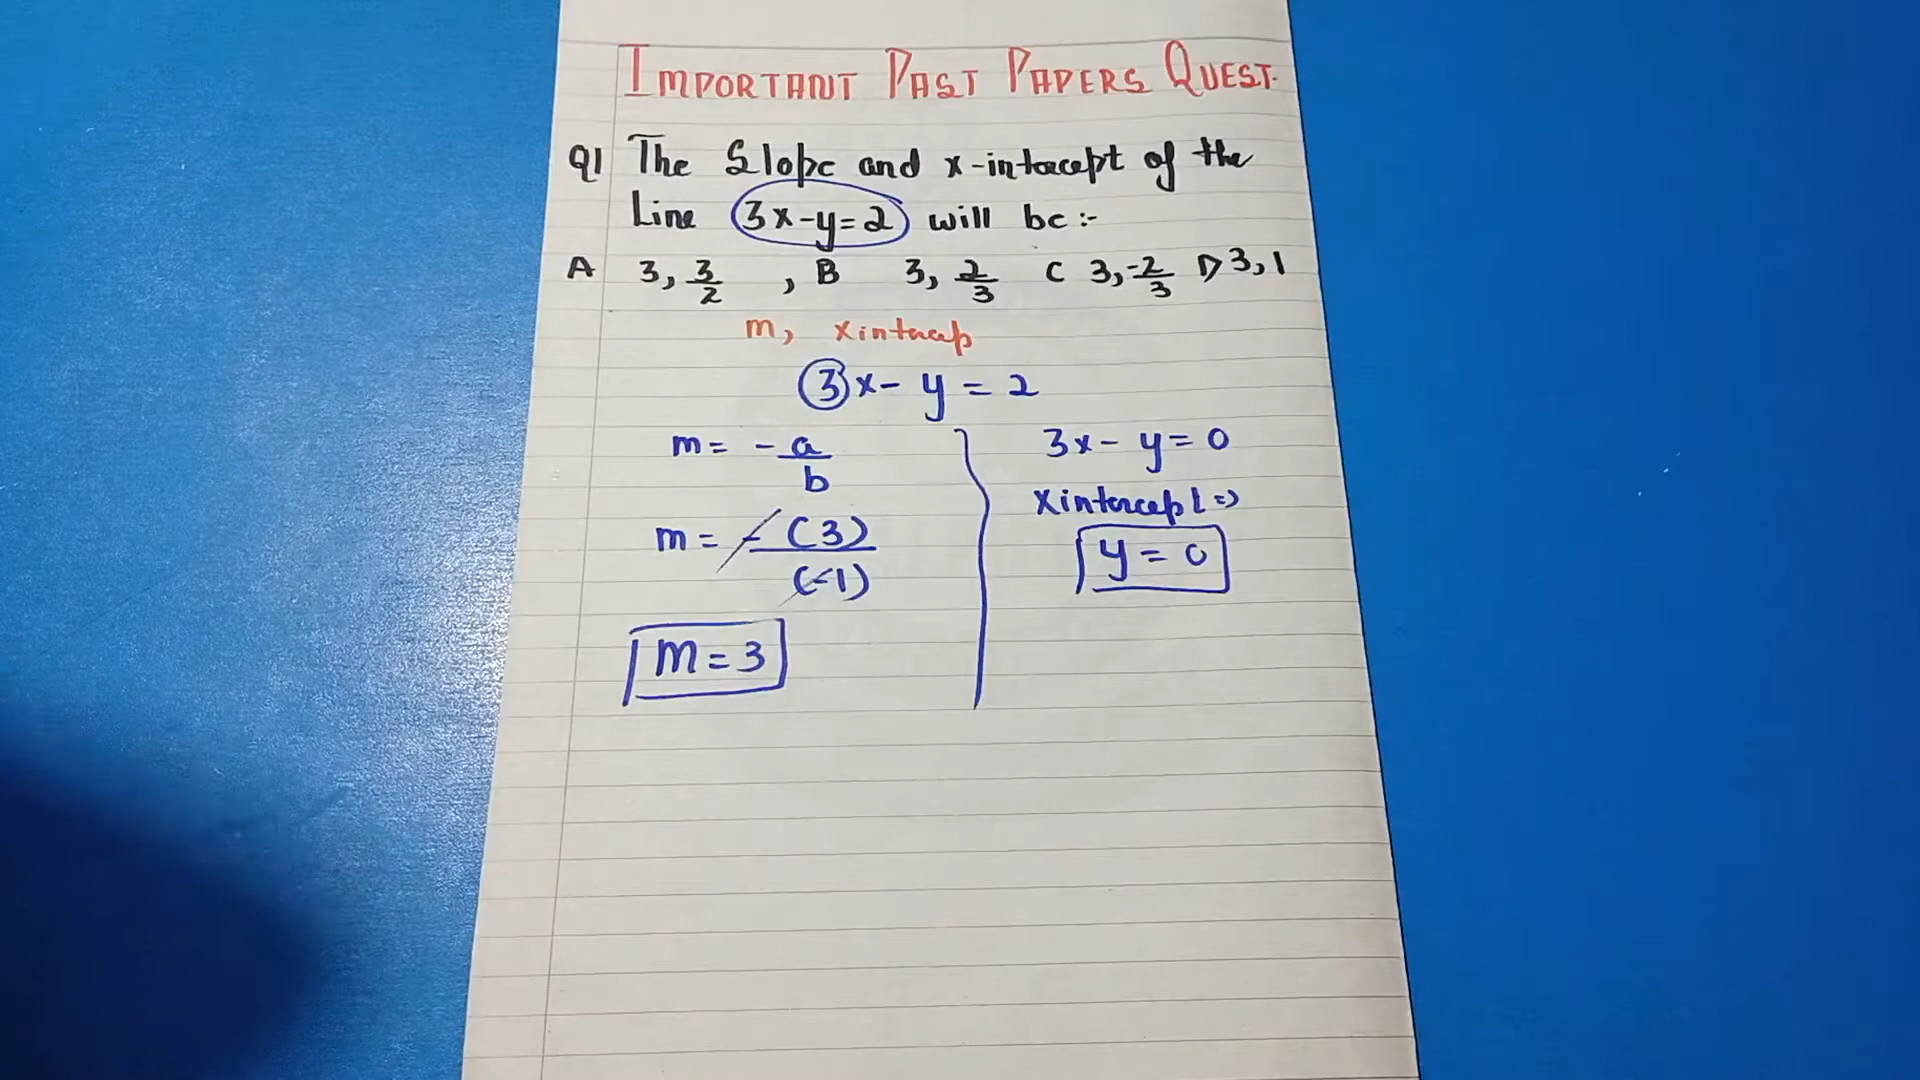 IMPORTANT PAST PAPERS QUEST.
Q1 The Slope and x-intercept of the
Line 3x-y=2 will be :-
A 3, 3/2 , B 3, 2/3 C 3, -2/3 D 3, 1
m, xintercep
3x - y = 2
m = - a/b
m = - (3)/(-1)
m = 3
3x - y = 0
x intercept =>
y = 0